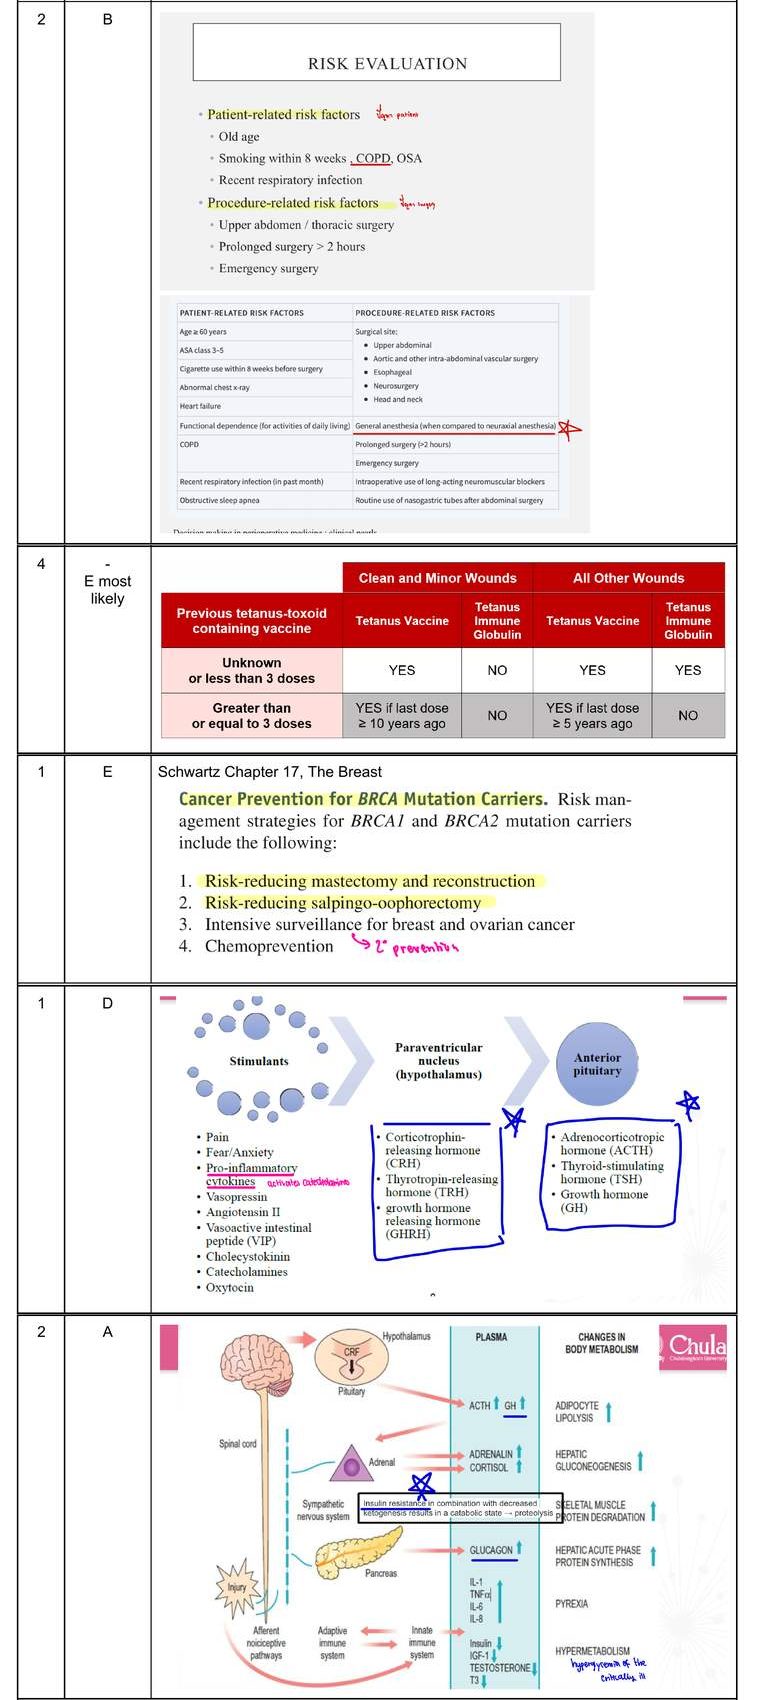 2
B
RISK EVALUATION
• Patient-related risk factors
• Old age
• Smoking within 8 weeks , COPD, OSA
• Recent respiratory infection
• Procedure-related risk factors
• Upper abdomen / thoracic surgery
• Prolonged surgery > 2 hours
• Emergency surgery
PATIENT-RELATED RISK FACTORS PROCEDURE-RELATED RISK FACTORS
Age ≥ 60 years Surgical site:
ASA class 3–5 • Upper abdominal
Cigarette use within 8 weeks before surgery • Aortic and other intra-abdominal vascular surgery
Abnormal chest x-ray • Esophageal
Heart failure • Neurosurgery
• Head and neck
Functional dependence (for activities of daily living) General anesthesia (when compared to neuraxial anesthesia)
COPD Prolonged surgery (>2 hours)
Emergency surgery
Recent respiratory infection (in past month) Intraoperative use of long-acting neuromuscular blockers
Obstructive sleep apnea Routine use of nasogastric tubes after abdominal surgery
Decision making in perioperative medicine : clinical pearls
4
-
E most
likely
Clean and Minor Wounds All Other Wounds
Previous tetanus-toxoid
containing vaccine
Tetanus Vaccine
Tetanus
Immune
Globulin
Tetanus Vaccine
Tetanus
Immune
Globulin
Unknown
or less than 3 doses
YES NO YES YES
Greater than
or equal to 3 doses
YES if last dose
≥ 10 years ago
NO
YES if last dose
≥ 5 years ago
NO
1
E
Schwartz Chapter 17, The Breast
Cancer Prevention for BRCA Mutation Carriers. Risk man-
agement strategies for BRCA1 and BRCA2 mutation carriers
include the following:
1. Risk-reducing mastectomy and reconstruction
2. Risk-reducing salpingo-oophorectomy
3. Intensive surveillance for breast and ovarian cancer
4. Chemoprevention
2° prevention
1
D
Stimulants
Paraventricular
nucleus
(hypothalamus)
Anterior
pituitary
• Pain
• Fear/Anxiety
• Pro-inflammatory
cytokines activates catecholamine
• Vasopressin
• Angiotensin II
• Vasoactive intestinal
peptide (VIP)
• Cholecystokinin
• Catecholamines
• Oxytocin
• Corticotrophin-
releasing hormone
(CRH)
• Thyrotropin-releasing
hormone (TRH)
• growth hormone
releasing hormone
(GHRH)
• Adrenocorticotropic
hormone (ACTH)
• Thyroid-stimulating
hormone (TSH)
• Growth hormone
(GH)
2
A
Hypothalamus
CRF
Pituitary
PLASMA
CHANGES IN
BODY METABOLISM
Chula
ACTH GH
ADIPOCYTE
LIPOLYSIS
Spinal cord
Adrenal
ADRENALIN
CORTISOL
HEPATIC
GLUCONEOGENESIS
Sympathetic
nervous system
Insulin resistance in combination with decreased
ketogenesis results in a catabolic state → proteolysis
SKELETAL MUSCLE
PROTEIN DEGRADATION
Pancreas
GLUCAGON
HEPATIC ACUTE PHASE
PROTEIN SYNTHESIS
Injury
IL-1
TNFα
IL-6
IL-8
PYREXIA
Afferent
noiciceptive
pathways
Adaptive
immune
system
Innate
immune
system
Insulin
IGF-1
TESTOSTERONE
T3
HYPERMETABOLISM
hyperglycemia of the
critically ill